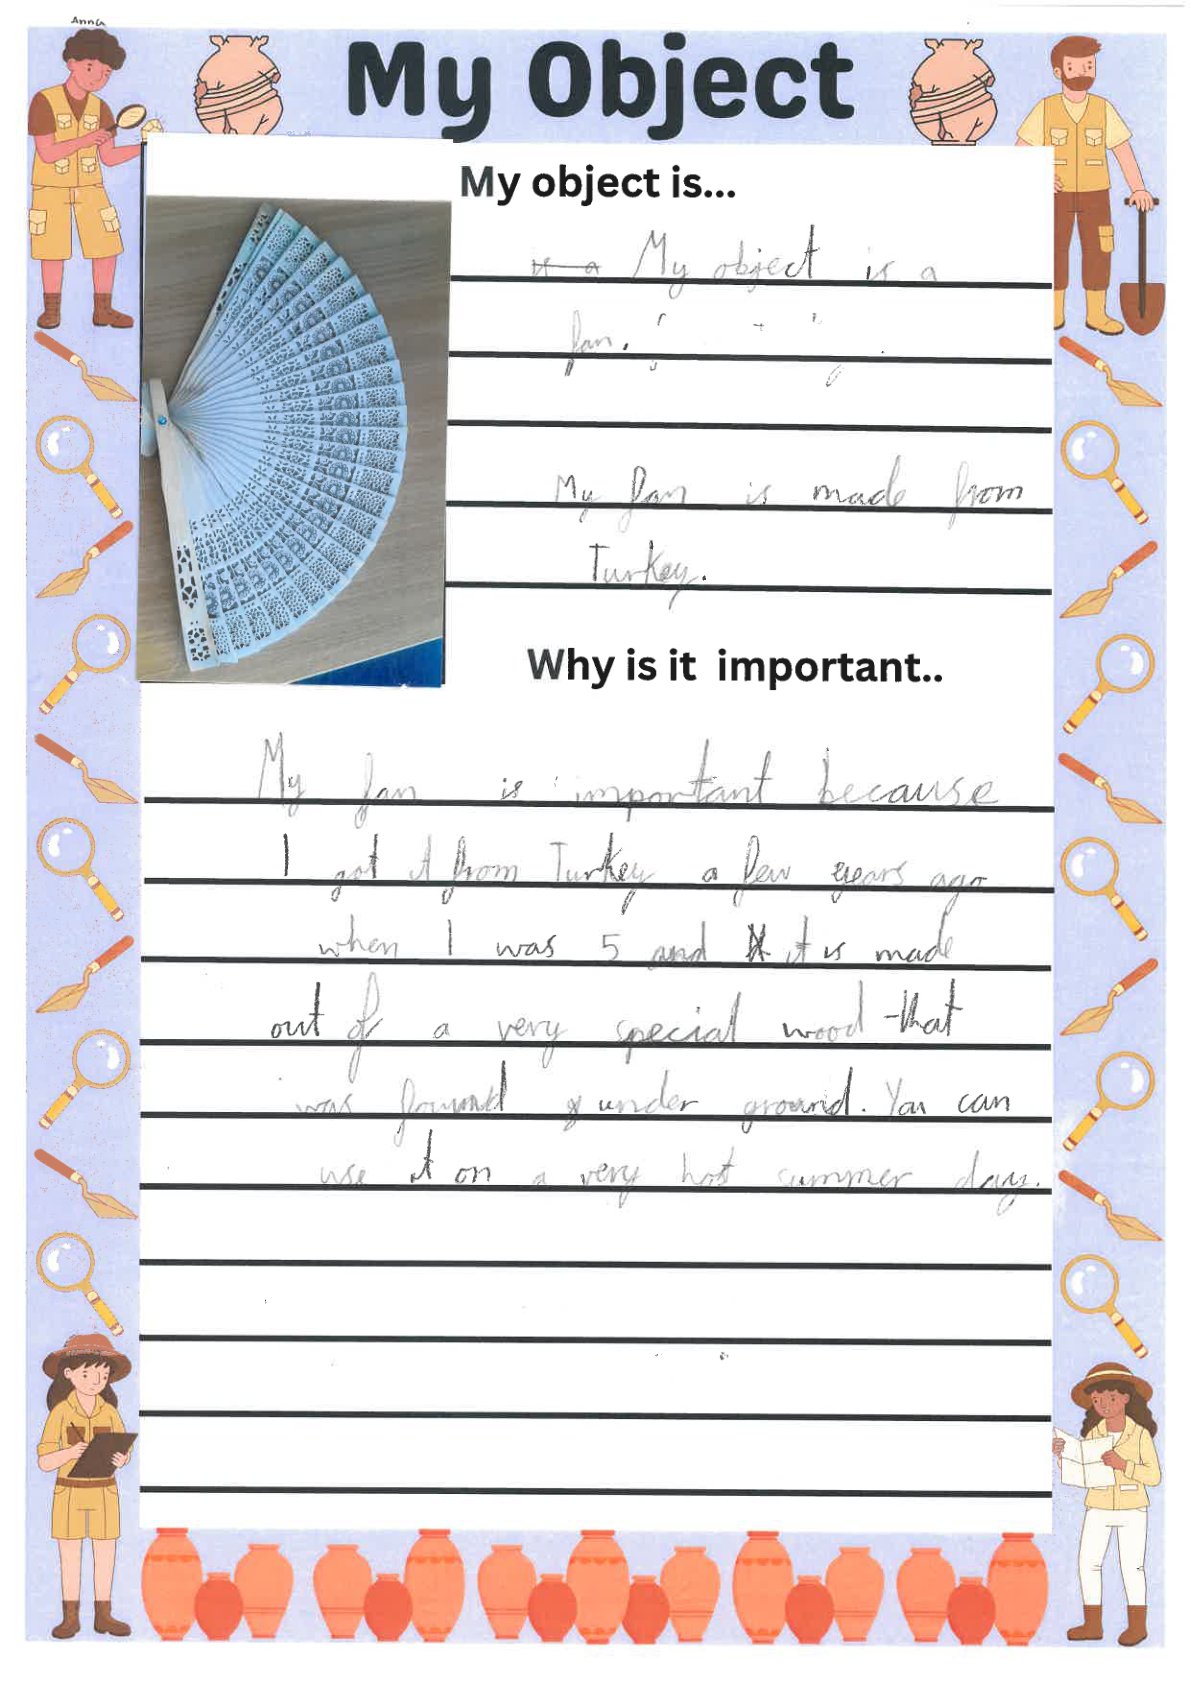 Anna
My Object
My object is...
is a My object is a
fan.
My fan is made from
Turkey.
Why is it important..
My fan is important because
I got it from Turkey a few years ago
when I was 5 and it is made
out of a very special wood that
was found under ground. You can
use it on a very hot summer day.